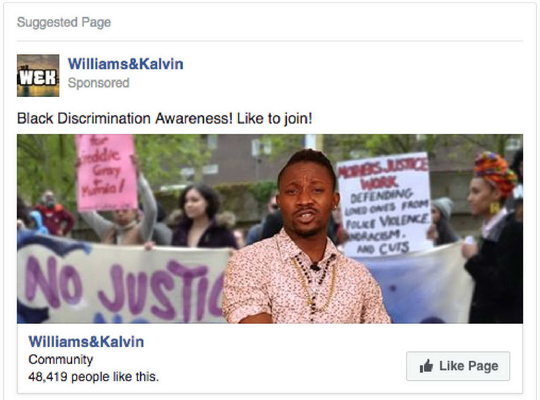 Suggested Page
WEK
Williams&Kalvin
Sponsored
Black Discrimination Awareness! Like to join!
for
Freddie
Gray
Mumia!
MOTHERS JUSTICE
WORK
DEFENDING
LOVED ONES FROM
POLICE VIOLENCE,
RACISM,
AND CUTS
NO JUSTIC
Williams&Kalvin
Community
48,419 people like this.
Like Page